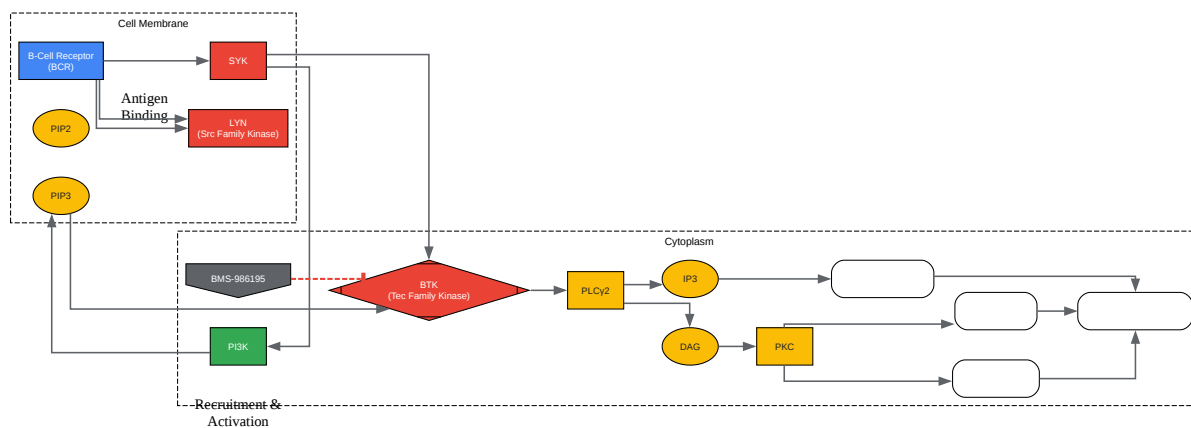 Cell Membrane
B-Cell Receptor
(BCR)
SYK
Antigen
Binding
LYN
(Src Family Kinase)
PIP2
PIP3
Cytoplasm
BMS-986195
BTK
(Tec Family Kinase)
PLCγ2
IP3
PI3K
DAG
PKC
Recruitment &
Activation